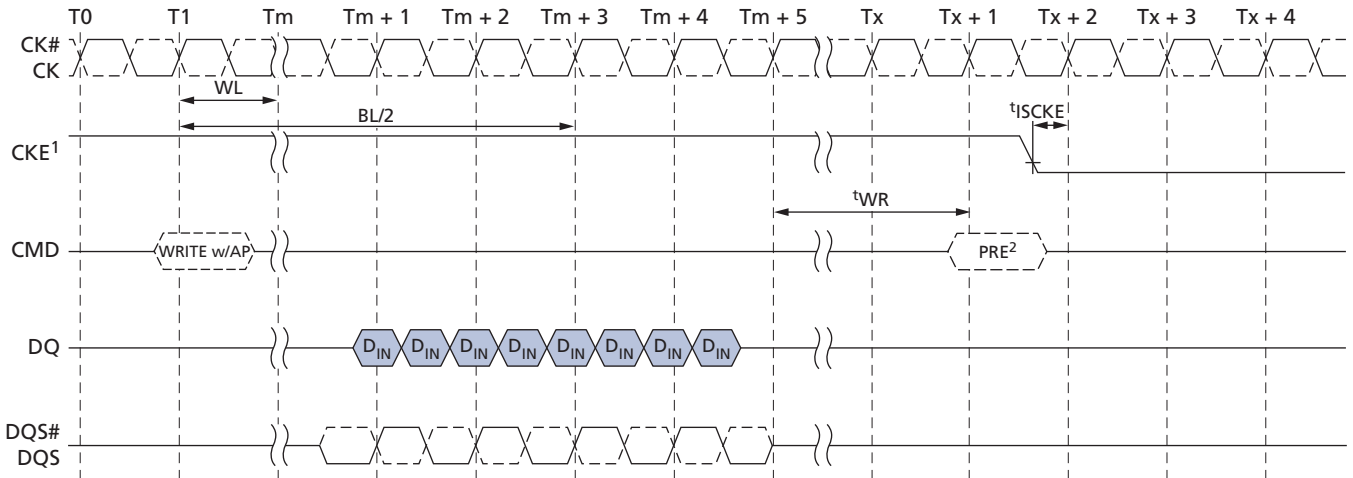 T0 T1 Tm Tm + 1 Tm + 2 Tm + 3 Tm + 4 Tm + 5 Tx Tx + 1 Tx + 2 Tx + 3 Tx + 4
CK#
CK
WL
BL/2
tISCKE
CKE1
tWR
CMD WRITE w/AP PRE2
DQ DIN DIN DIN DIN DIN DIN DIN DIN
DQS#
DQS